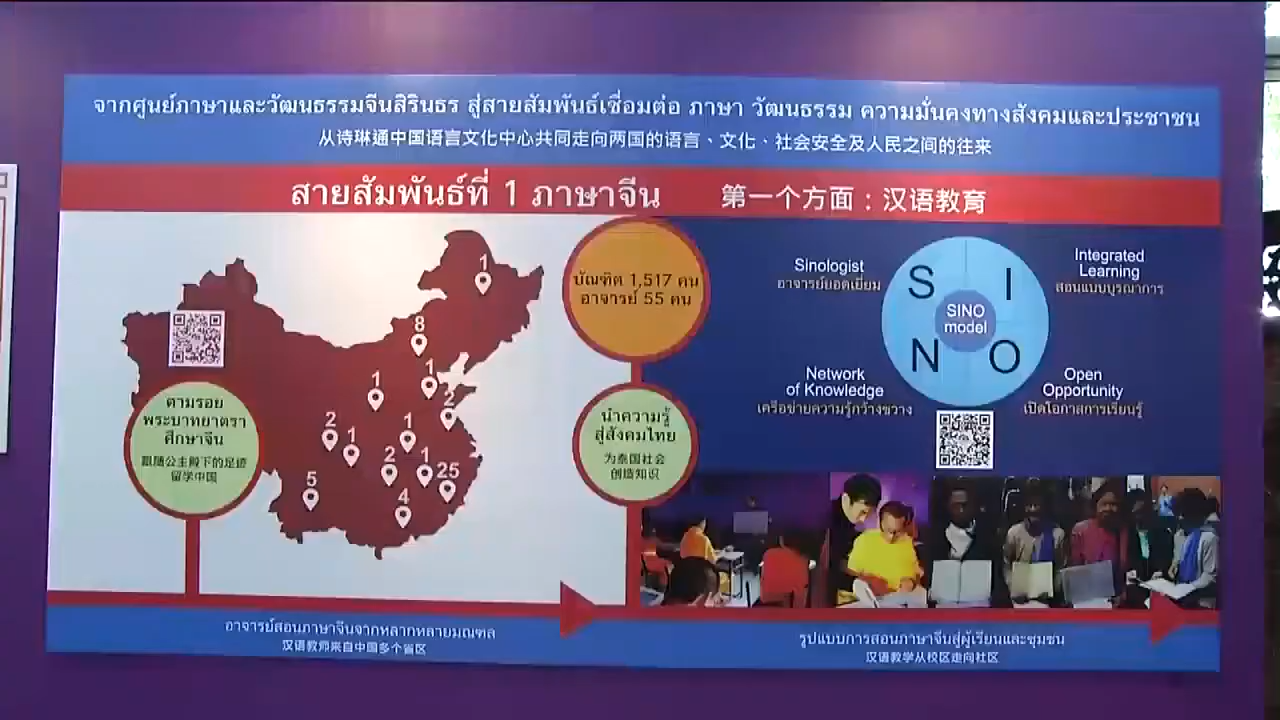 จากศูนย์ภาษาและวัฒนธรรมจีนสิรินธร สู่สายสัมพันธ์เชื่อมต่อ ภาษา วัฒนธรรม ความมั่นคงทางสังคมและประชาชน
从诗琳通中国语言文化中心共同走向两国的语言、文化、社会安全及人民之间的往来
สายสัมพันธ์ที่ 1 ภาษาจีน 第一个方面：汉语教育
1
8
1
1
2
2
1
1
2
1
25
5
4
ตามรอย
พระบาทยาตรา
ศึกษาจีน
跟随公主殿下的足迹
留学中国
บัณฑิต 1,517 คน
อาจารย์ 55 คน
นำความรู้
สู่สังคมไทย
为泰国社会
创造知识
Sinologist
อาจารย์ยอดเยี่ยม
Integrated
Learning
สอนแบบบูรณาการ
S I
SINO
model
N O
Network
of Knowledge
เครือข่ายความรู้กว้างขวาง
Open
Opportunity
เปิดโอกาสการเรียนรู้
อาจารย์สอนภาษาจีนจากหลากหลายมณฑล
汉语教师来自中国多个省区
รูปแบบการสอนภาษาจีนสู่ผู้เรียนและชุมชน
汉语教学从校区走向社区